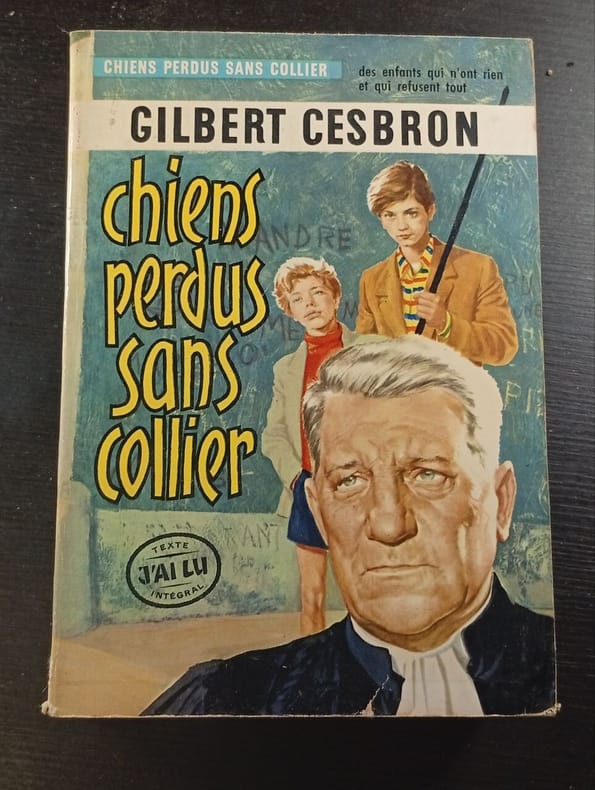 CHIENS PERDUS SANS COLLIER
des enfants qui n'ont rien
et qui refusent tout
GILBERT CESBRON
chiens
perdus
sans
collier
ANDRE
TEXTE
J'AI LU
INTÉGRAL